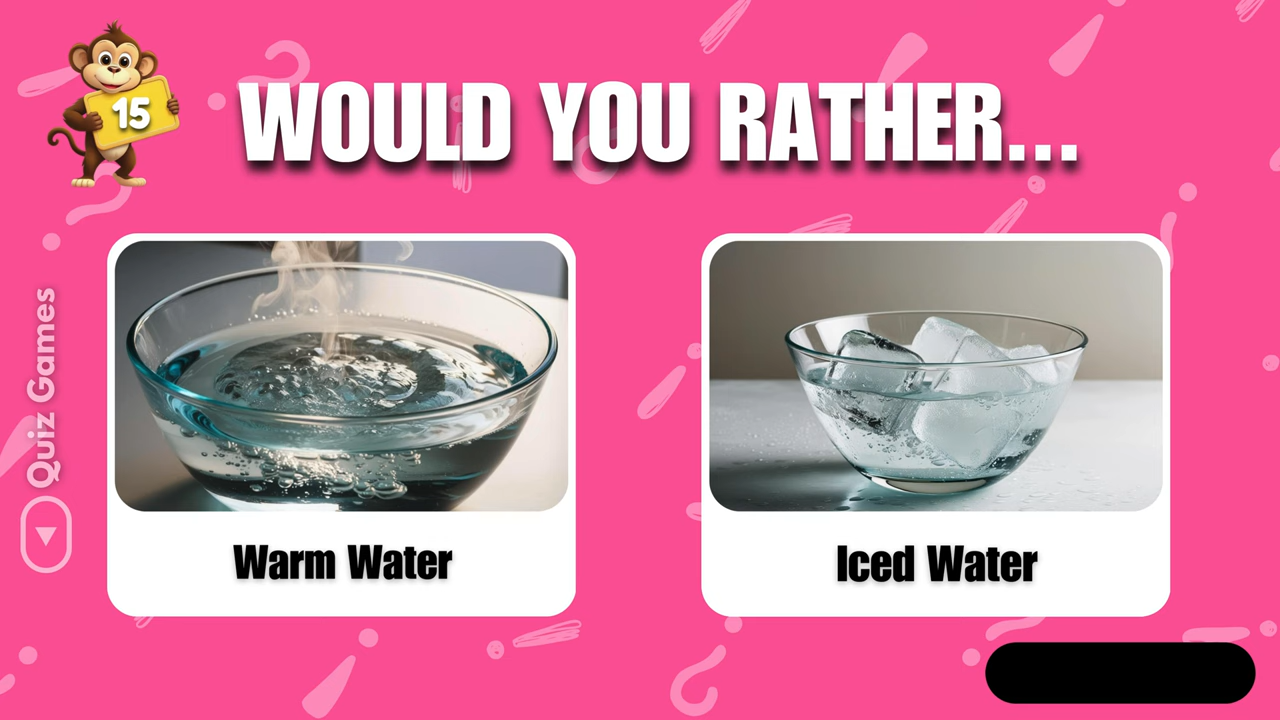 15
WOULD YOU RATHER...
Quiz Games
Warm Water
Iced Water